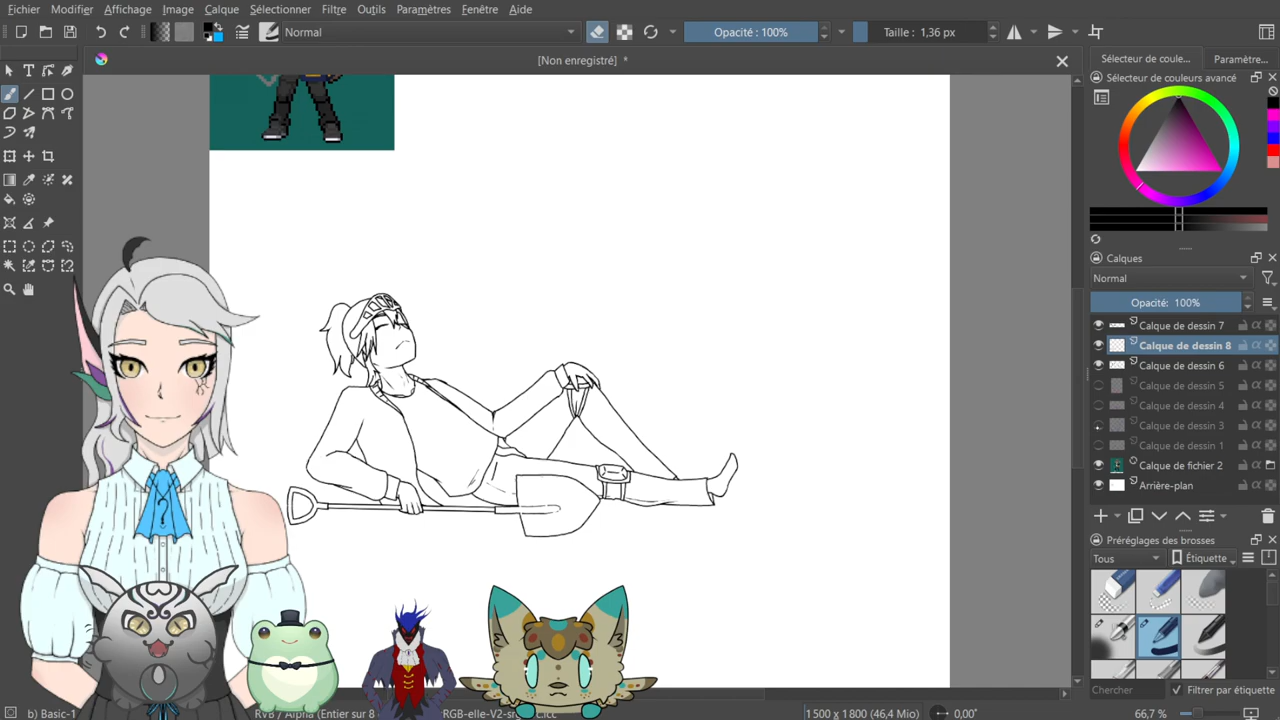 Fichier Modifier Affichage Image Calque Sélectionner Filtre Outils Paramètres Fenêtre Aide
Normal
Opacité : 100%
Taille : 1,36 px
[Non enregistré] *
Sélecteur de coule...
Paramètre...
Sélecteur de couleurs avancé
Calques
Normal
Opacité: 100%
Calque de dessin 7
Calque de dessin 8
Calque de dessin 6
Calque de dessin 5
Calque de dessin 4
Calque de dessin 3
Calque de dessin 1
Calque de fichier 2
Arrière-plan
Préréglages des brosses
Tous
Étiquette
Chercher
Filtrer par étiquette
b) Basic-1
RVB / Alpha (Entier sur 8
RGB-elle-V2-sr
1 500 x 1 800 (46,4 Mio)
0,00°
66,7 %